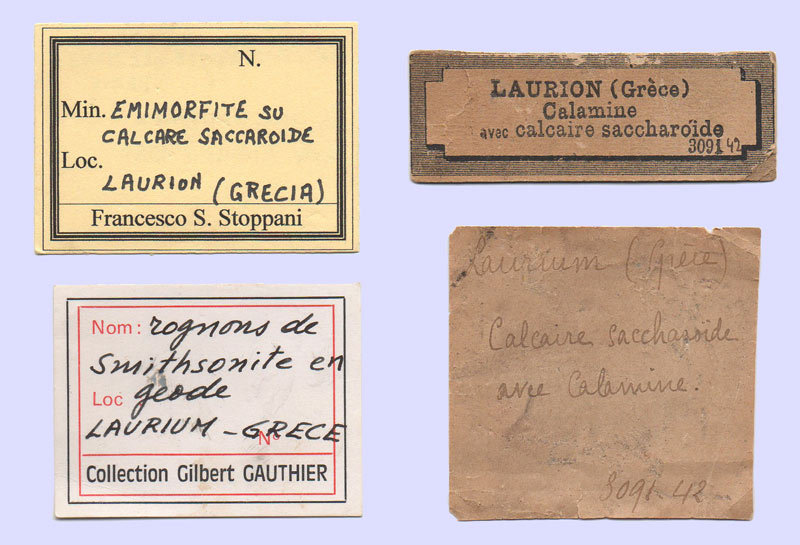 N.
Min. EMIMORFITE SU
CALCARE SACCAROIDE
Loc.
LAURION (GRECIA)
Francesco S. Stoppani
LAURION (Grèce)
Calamine
avec calcaire saccharoïde
3091 42
Nom: rognons de
Smithsonite en
Loc geode
LAURIUM - GRECE
N°
Collection Gilbert GAUTHIER
Laurium (Grèce)
Calcaire saccharoïde
avec Calamine.
3091 42